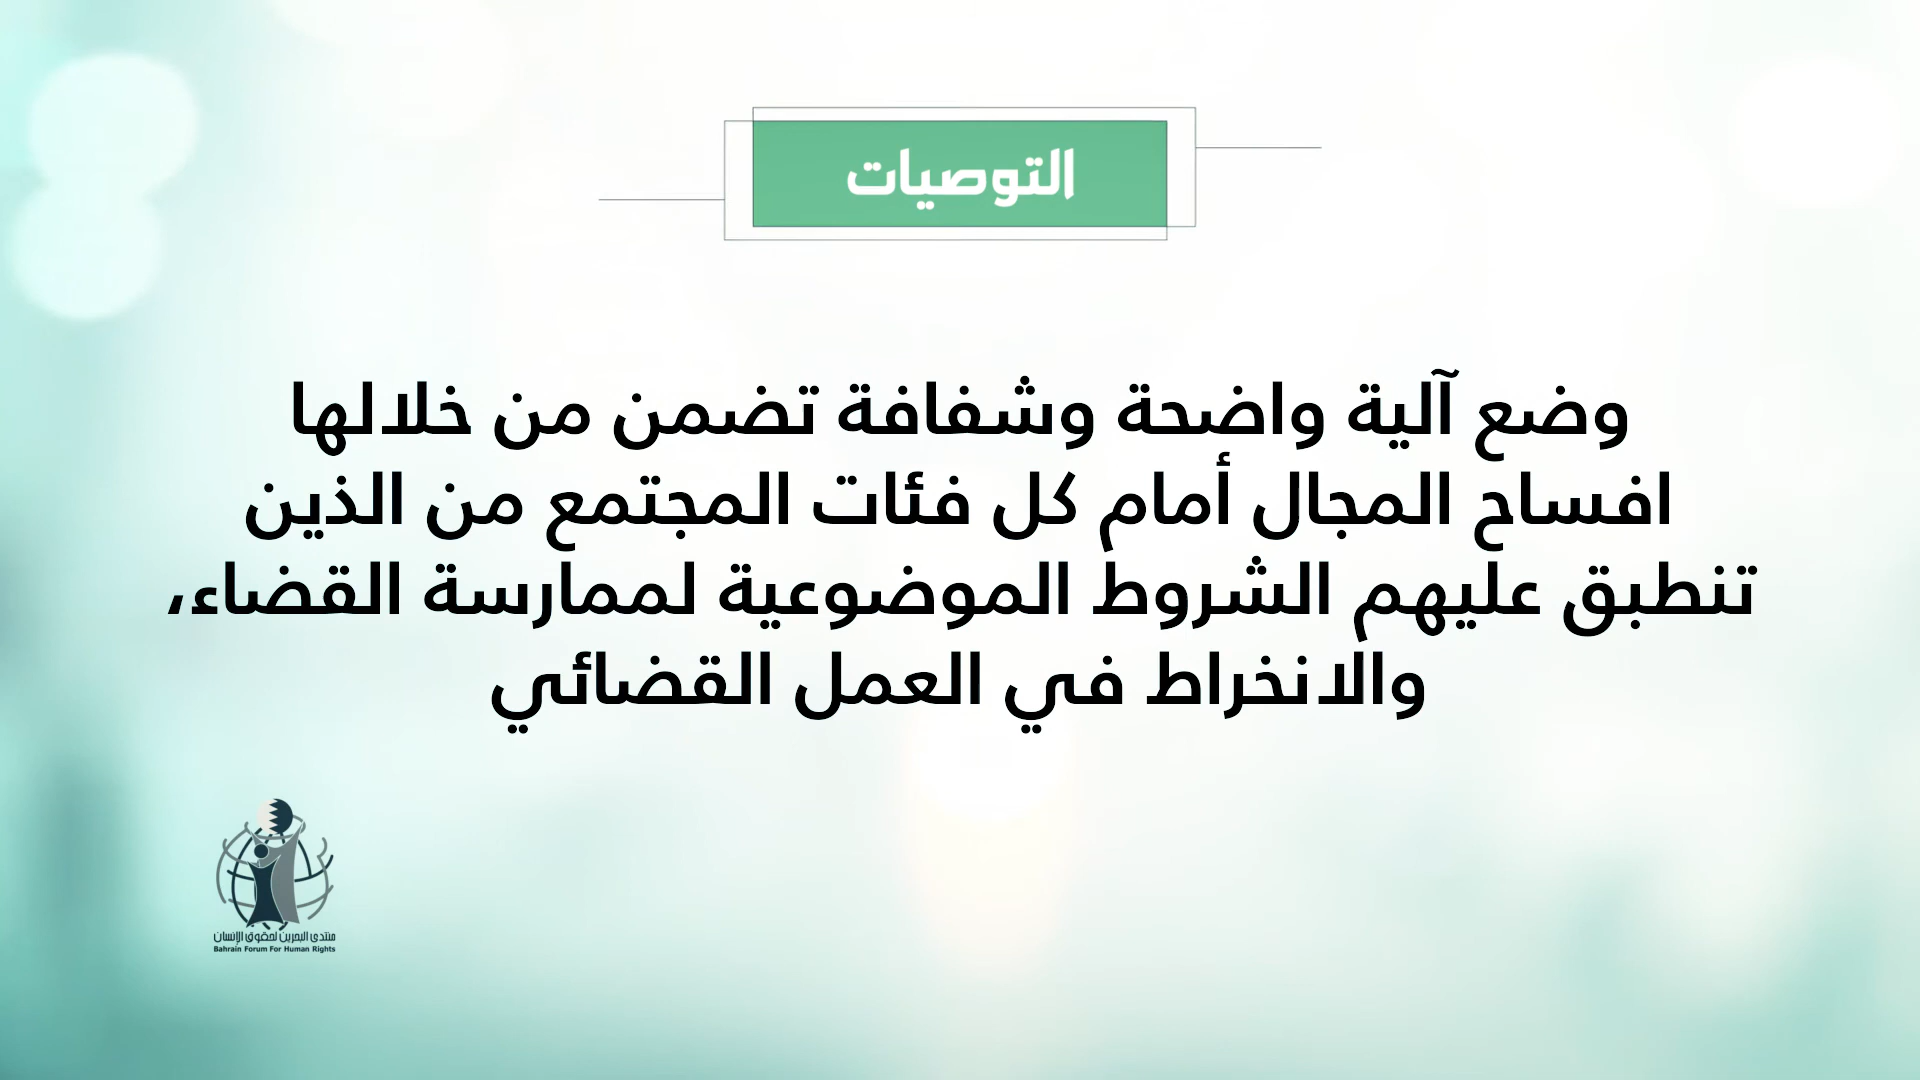 التوصيات
وضع آلية واضحة وشفافة تضمن من خلالها
افساح المجال أمام كل فئات المجتمع من الذين
تنطبق عليهم الشروط الموضوعية لممارسة القضاء،
والانخراط في العمل القضائي
منتدى البحرين لحقوق الإنسان
Bahrain Forum For Human Rights